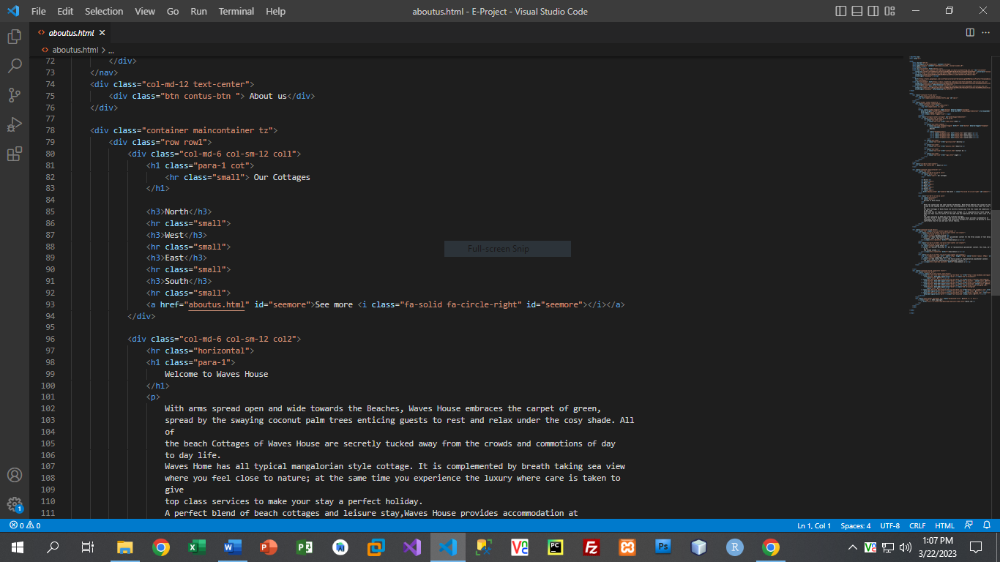 File Edit Selection View Go Run Terminal Help aboutus.html - E-Project - Visual Studio Code
aboutus.html
aboutus.html > ...
72 </div>
73 </nav>
74 <div class="col-md-12 text-center">
75 <div class="btn contus-btn "> About us</div>
76 </div>
77
78 <div class="container maincontainer tz">
79 <div class="row row1">
80 <div class="col-md-6 col-sm-12 col1">
81 <h1 class="para-1 cot">
82 <hr class="small"> Our Cottages
83 </h1>
84
85 <h3>North</h3>
86 <hr class="small">
87 <h3>West</h3>
88 <hr class="small">
89 <h3>East</h3>
90 <hr class="small">
91 <h3>South</h3>
92 <hr class="small">
93 <a href="aboutus.html" id="seemore">See more <i class="fa-solid fa-circle-right" id="seemore"></i></a>
94 </div>
95
96 <div class="col-md-6 col-sm-12 col2">
97 <hr class="horizontal">
98 <h1 class="para-1">
99 Welcome to Waves House
100 </h1>
101 <p>
102 With arms spread open and wide towards the Beaches, Waves House embraces the carpet of green,
103 spread by the swaying coconut palm trees enticing guests to rest and relax under the cosy shade. All
104 of
105 the beach Cottages of Waves House are secretly tucked away from the crowds and commotions of day
106 to day life.
107 Waves Home has all typical mangalorian style cottage. It is complemented by breath taking sea view
108 where you feel close to nature; at the same time you experience the luxury where care is taken to
109 give
110 top class services to make your stay a perfect holiday.
111 A perfect blend of beach cottages and leisure stay,Waves House provides accommodation at
Full-screen Snip
1
0 0 Ln 1, Col 1 Spaces: 4 UTF-8 CRLF HTML
1:07 PM
3/22/2023